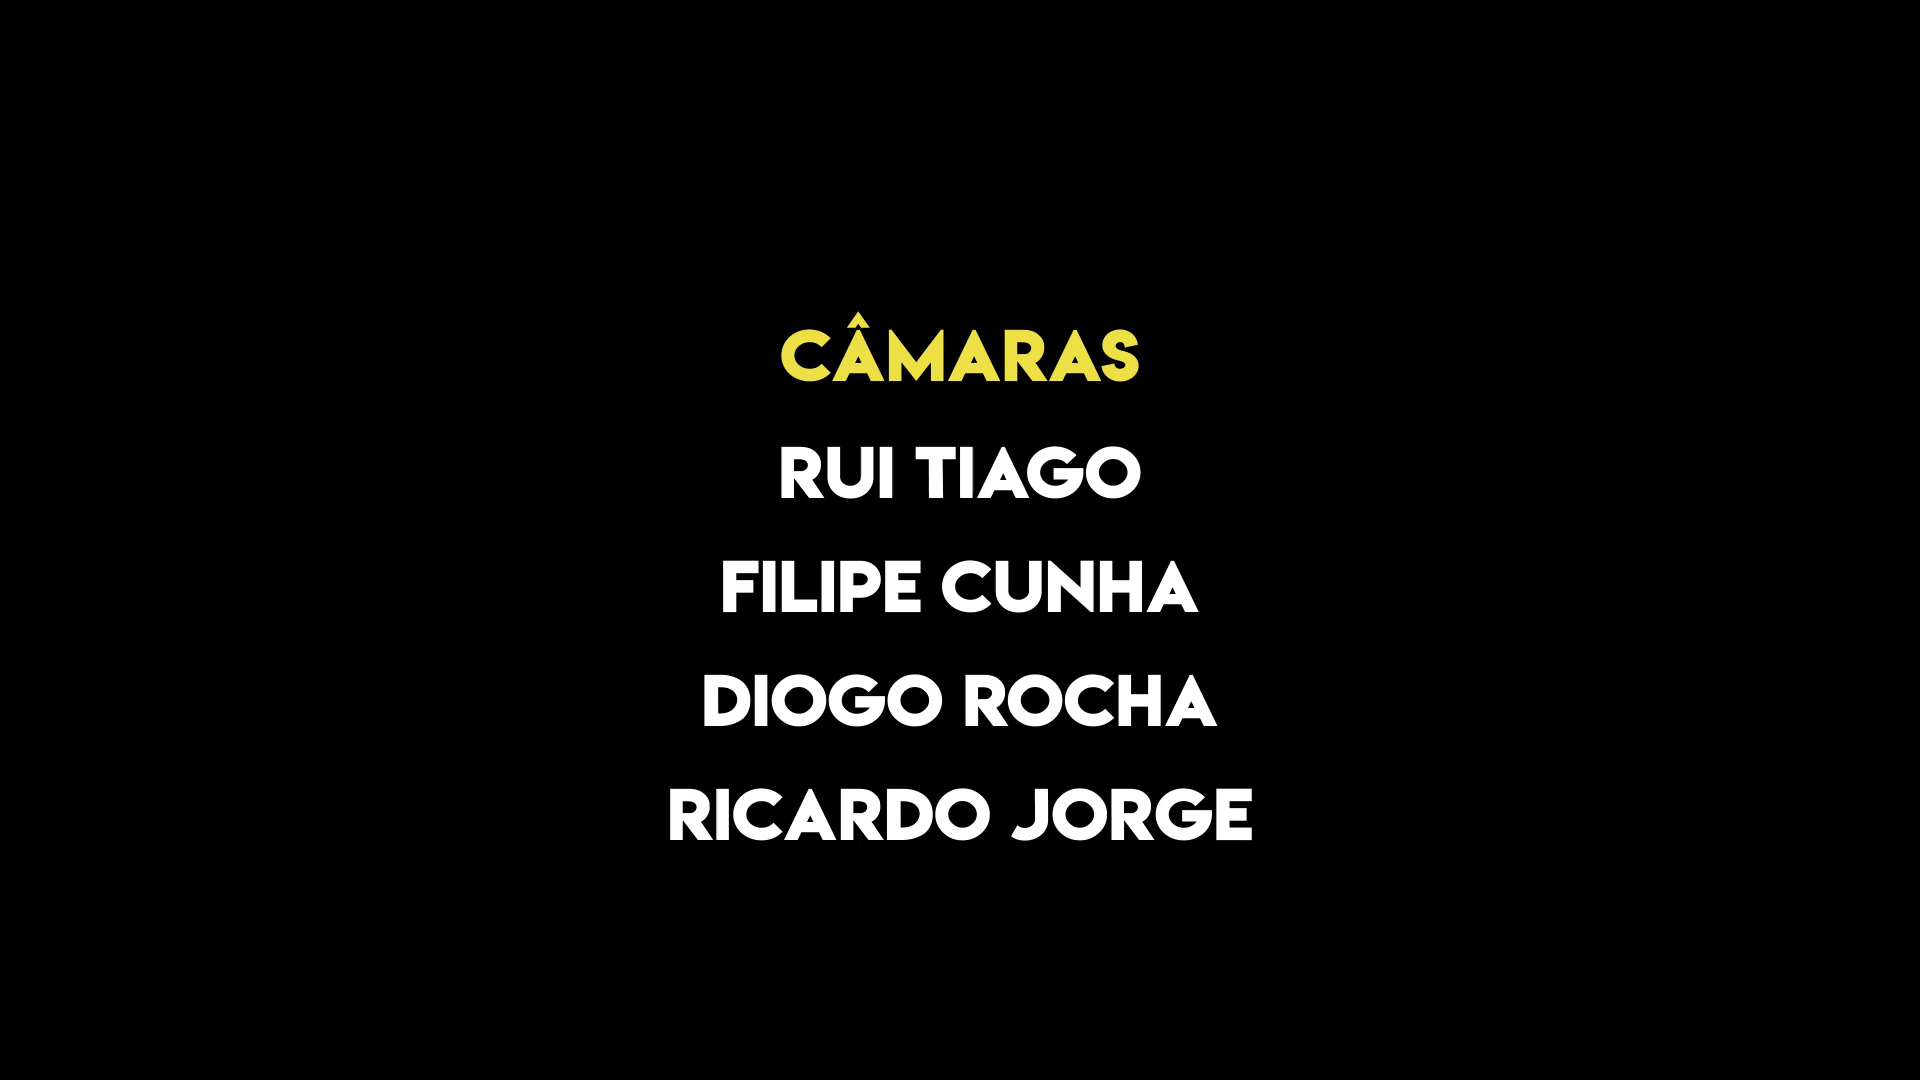 CÂMARAS
RUI TIAGO
FILIPE CUNHA
DIOGO ROCHA
RICARDO JORGE